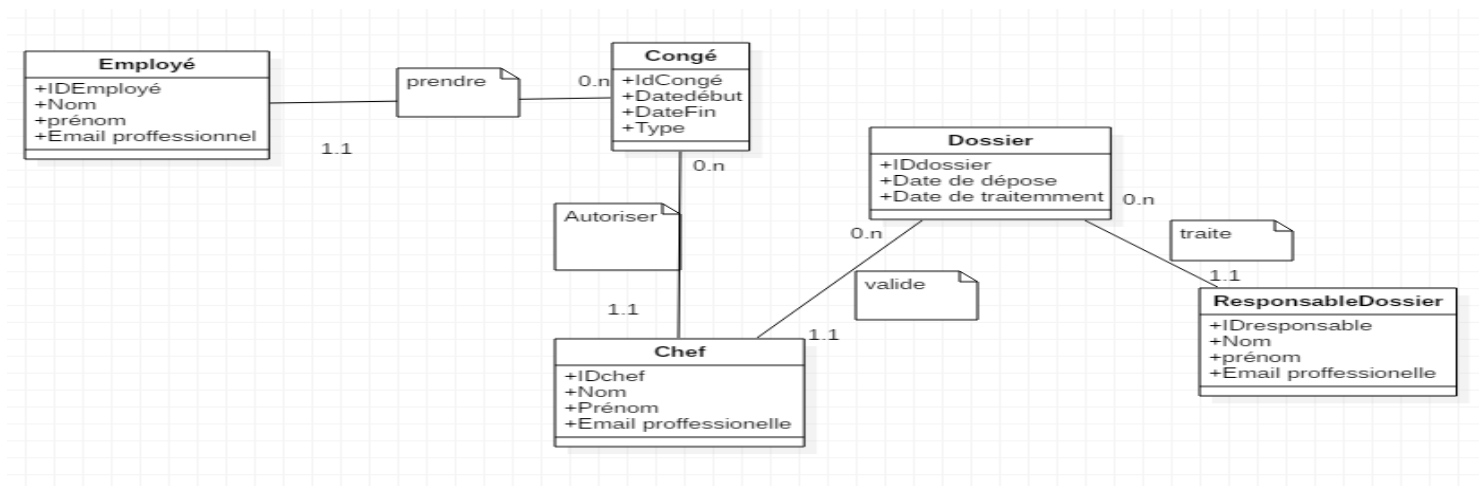 Employé
+IDEmployé
+Nom
+prénom
+Email proffessionnel
1.1
prendre
0.n
Congé
+IdCongé
+Datedébut
+DateFin
+Type
0.n
Autoriser
1.1
Dossier
+IDdossier
+Date de dépose
+Date de traitemment
0.n
0.n
traite
1.1
valide
1.1
Chef
+IDchef
+Nom
+Prénom
+Email proffessionelle
ResponsableDossier
+IDresponsable
+Nom
+prénom
+Email proffessionelle